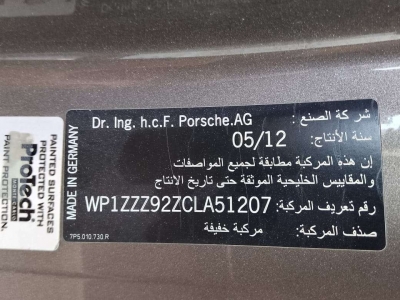 PAINTED SURFACES
PROTECTED WITH
ProTech
PAINT PROTECTION.
MADE IN GERMANY
Dr. Ing. h.c.F. Porsche.AG شركة الصنع :
05/12 سنة الأنتاج:
إن هذه المركبة مطابقة لجميع المواصفات
والمقاييس الخليجية الموثقة حتى تاريخ الأنتاج
رقم تعريف المركبة: WP1ZZZ92ZCLA51207
صنف المركبة: مركبة خفيفة
7P5.010.730 R